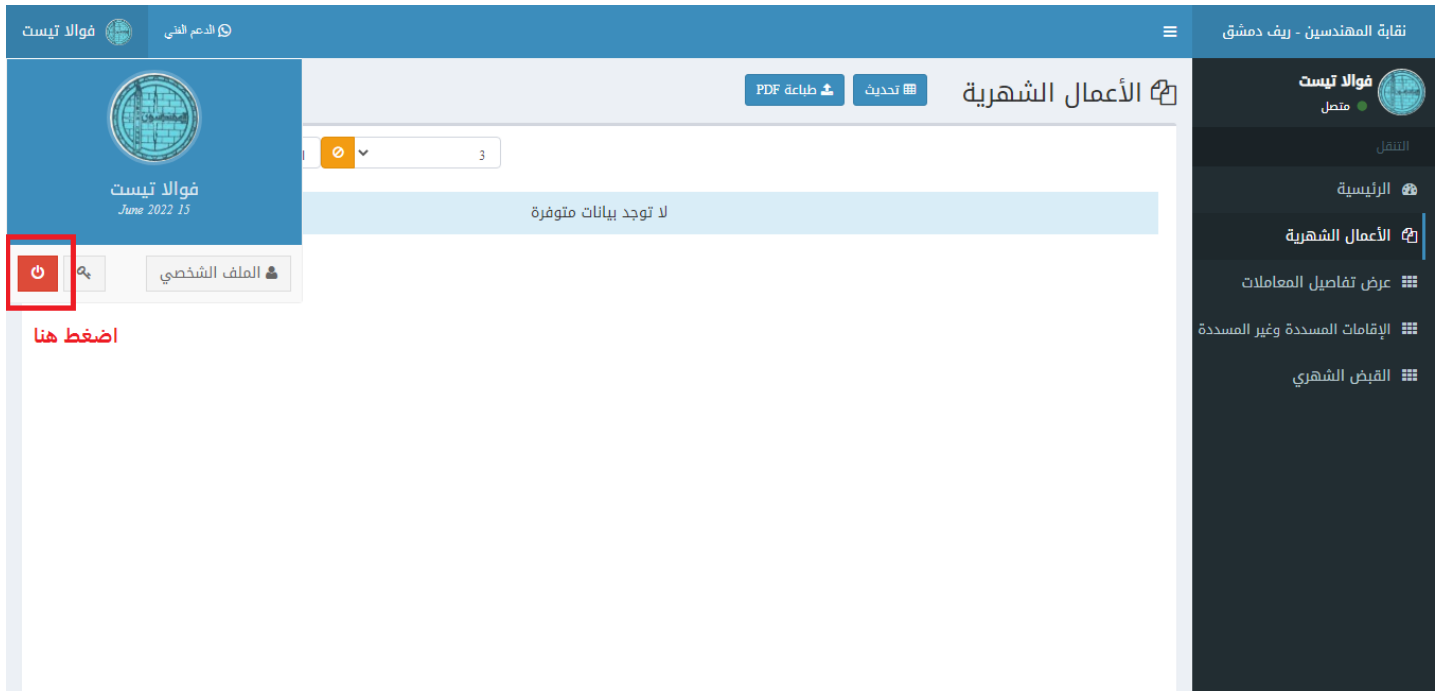 نقابة المهندسين - ريف دمشق
الدعم الفني
فوالا تيست
فوالا تيست
متصل
التنقل
الرئيسية
الأعمال الشهرية
عرض تفاصيل المعاملات
الإقامات المسددة وغير المسددة
القبض الشهري
الأعمال الشهرية
تحديث
طباعة PDF
3
لا توجد بيانات متوفرة
فوالا تيست
June 2022 15
الملف الشخصي
اضغط هنا